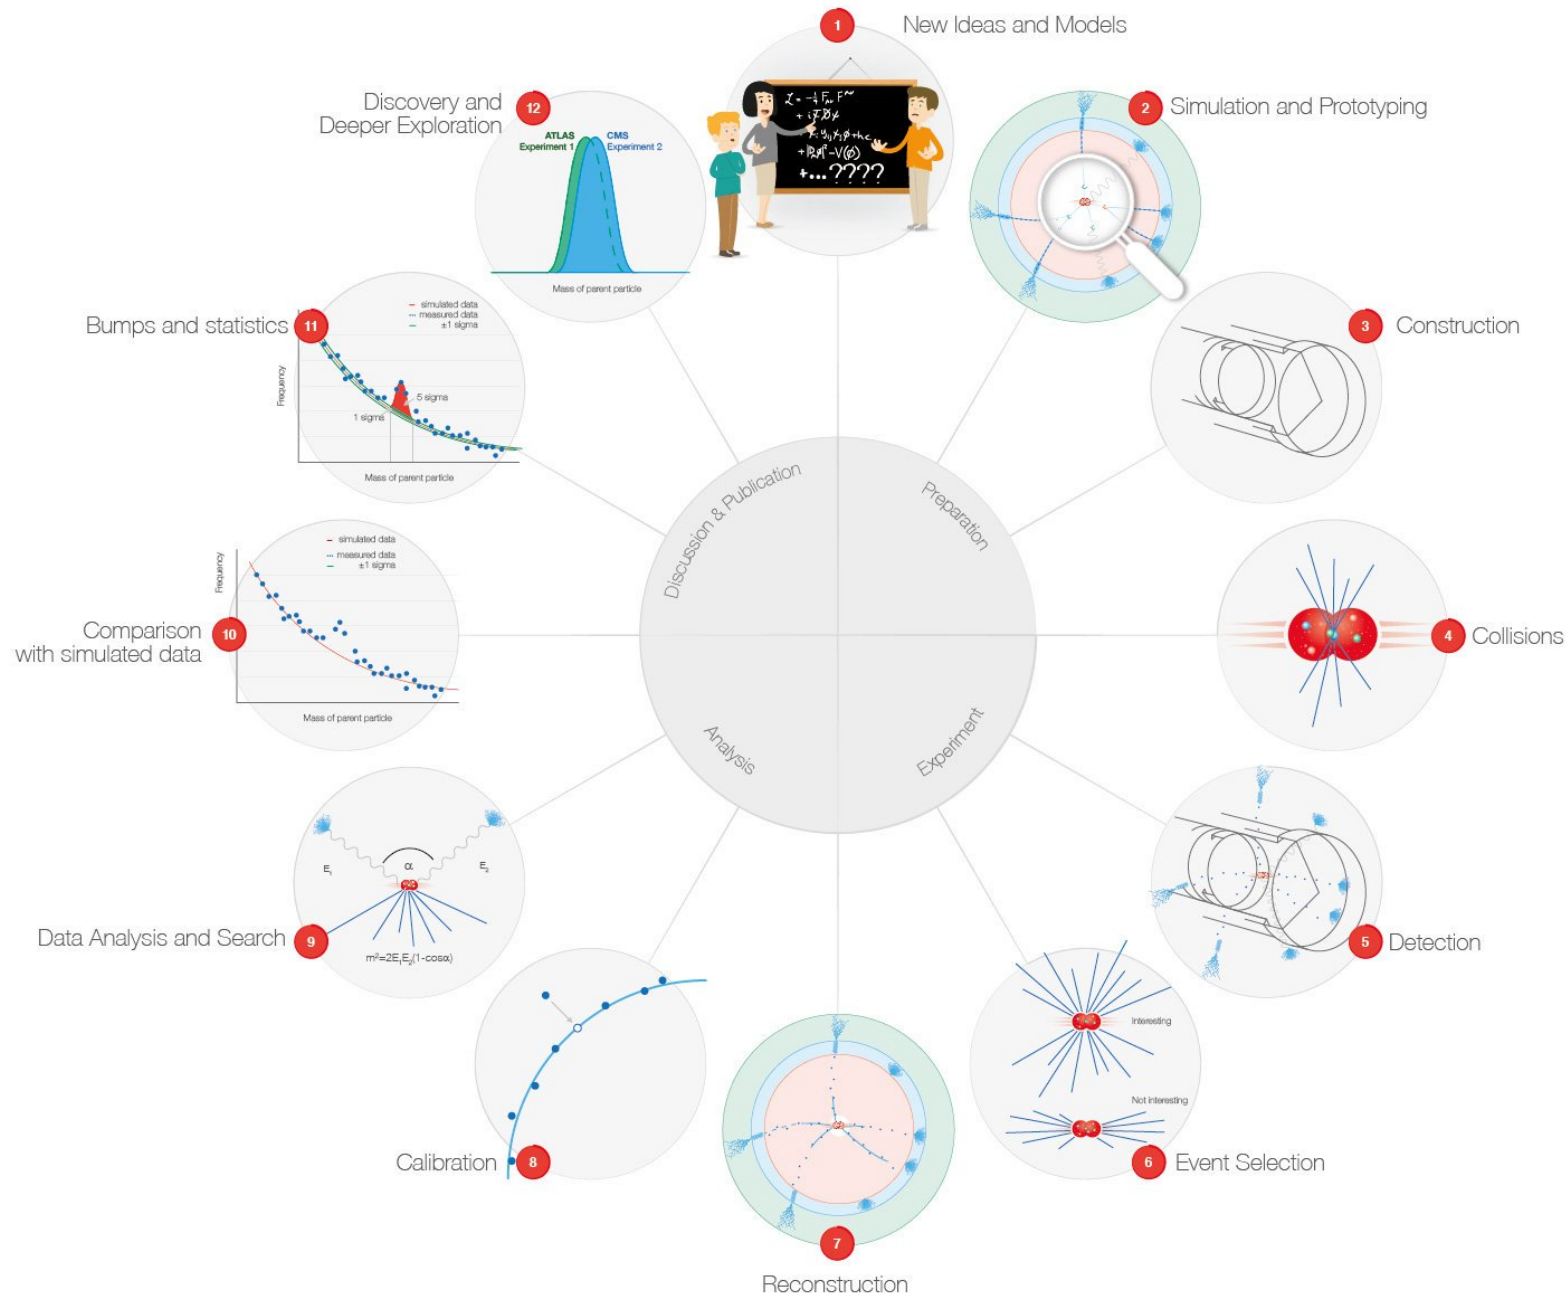 1
New Ideas and Models
????
2
Simulation and Prototyping
3
Construction
4
Collisions
5
Detection
Interesting
Not interesting
6
Event Selection
7
Reconstruction
8
Calibration
E₁
α
E₂
m²=2E₁E₂(1-cosα)
9
Data Analysis and Search
simulated data
measured data
±1 sigma
Frequency
Mass of parent particle
10
Comparison
with simulated data
simulated data
measured data
±1 sigma
Frequency
5 sigma
1 sigma
Mass of parent particle
11
Bumps and statistics
12
Discovery and
Deeper Exploration
ATLAS
Experiment 1
CMS
Experiment 2
Mass of parent particle
Discussion & Publication
Preparation
Analysis
Experiment